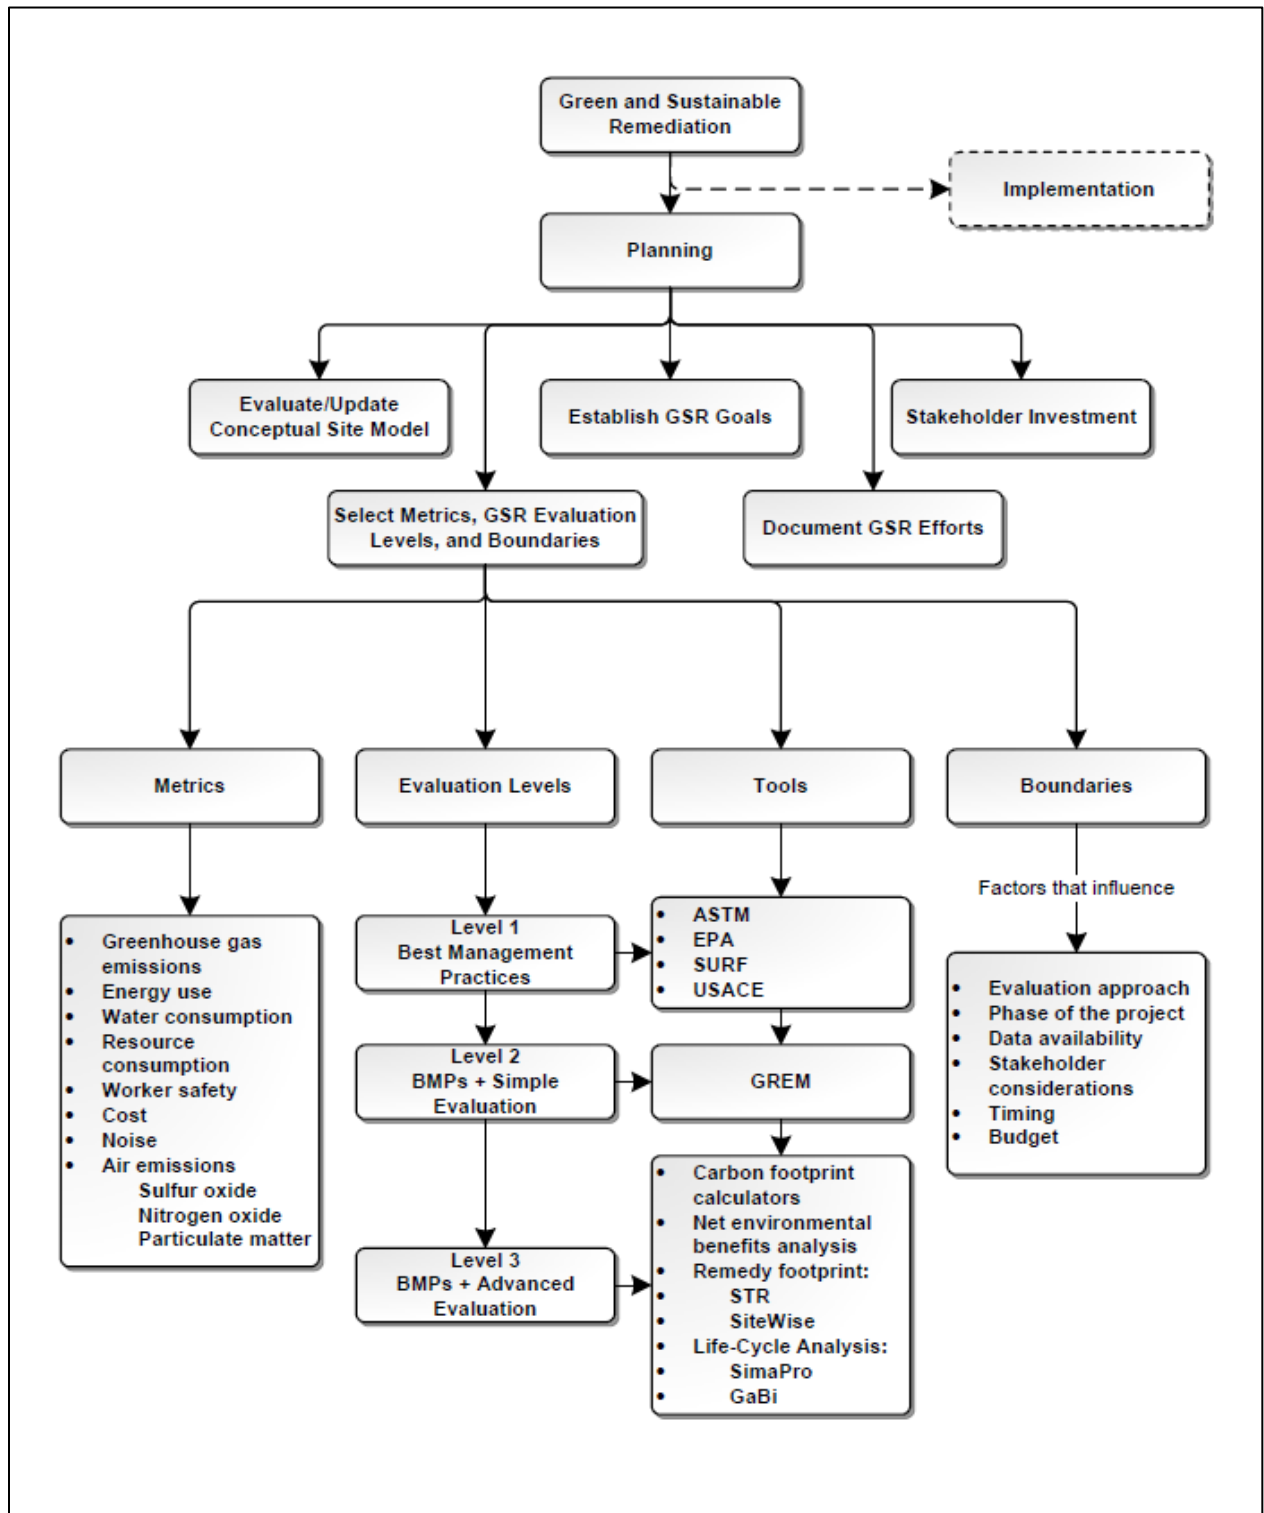 Green and Sustainable
Remediation
Implementation
Planning
Evaluate/Update
Conceptual Site Model
Establish GSR Goals
Stakeholder Investment
Select Metrics, GSR Evaluation
Levels, and Boundaries
Document GSR Efforts
Metrics
Evaluation Levels
Tools
Boundaries
Factors that influence
• Greenhouse gas
emissions
• Energy use
• Water consumption
• Resource
consumption
• Worker safety
• Cost
• Noise
• Air emissions
Sulfur oxide
Nitrogen oxide
Particulate matter
Level 1
Best Management
Practices
Level 2
BMPs + Simple
Evaluation
Level 3
BMPs + Advanced
Evaluation
• ASTM
• EPA
• SURF
• USACE
GREM
• Carbon footprint
calculators
• Net environmental
benefits analysis
• Remedy footprint:
• STR
• SiteWise
• Life-Cycle Analysis:
• SimaPro
• GaBi
• Evaluation approach
• Phase of the project
• Data availability
• Stakeholder
considerations
• Timing
• Budget